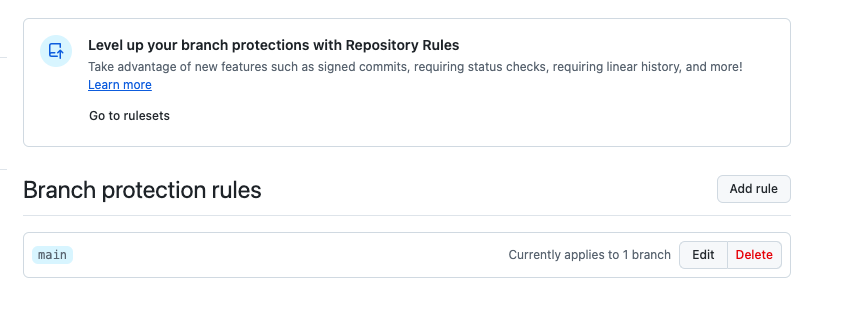 Level up your branch protections with Repository Rules
Take advantage of new features such as signed commits, requiring status checks, requiring linear history, and more!
Learn more
Go to rulesets
Branch protection rules
Add rule
main
Currently applies to 1 branch
Edit
Delete